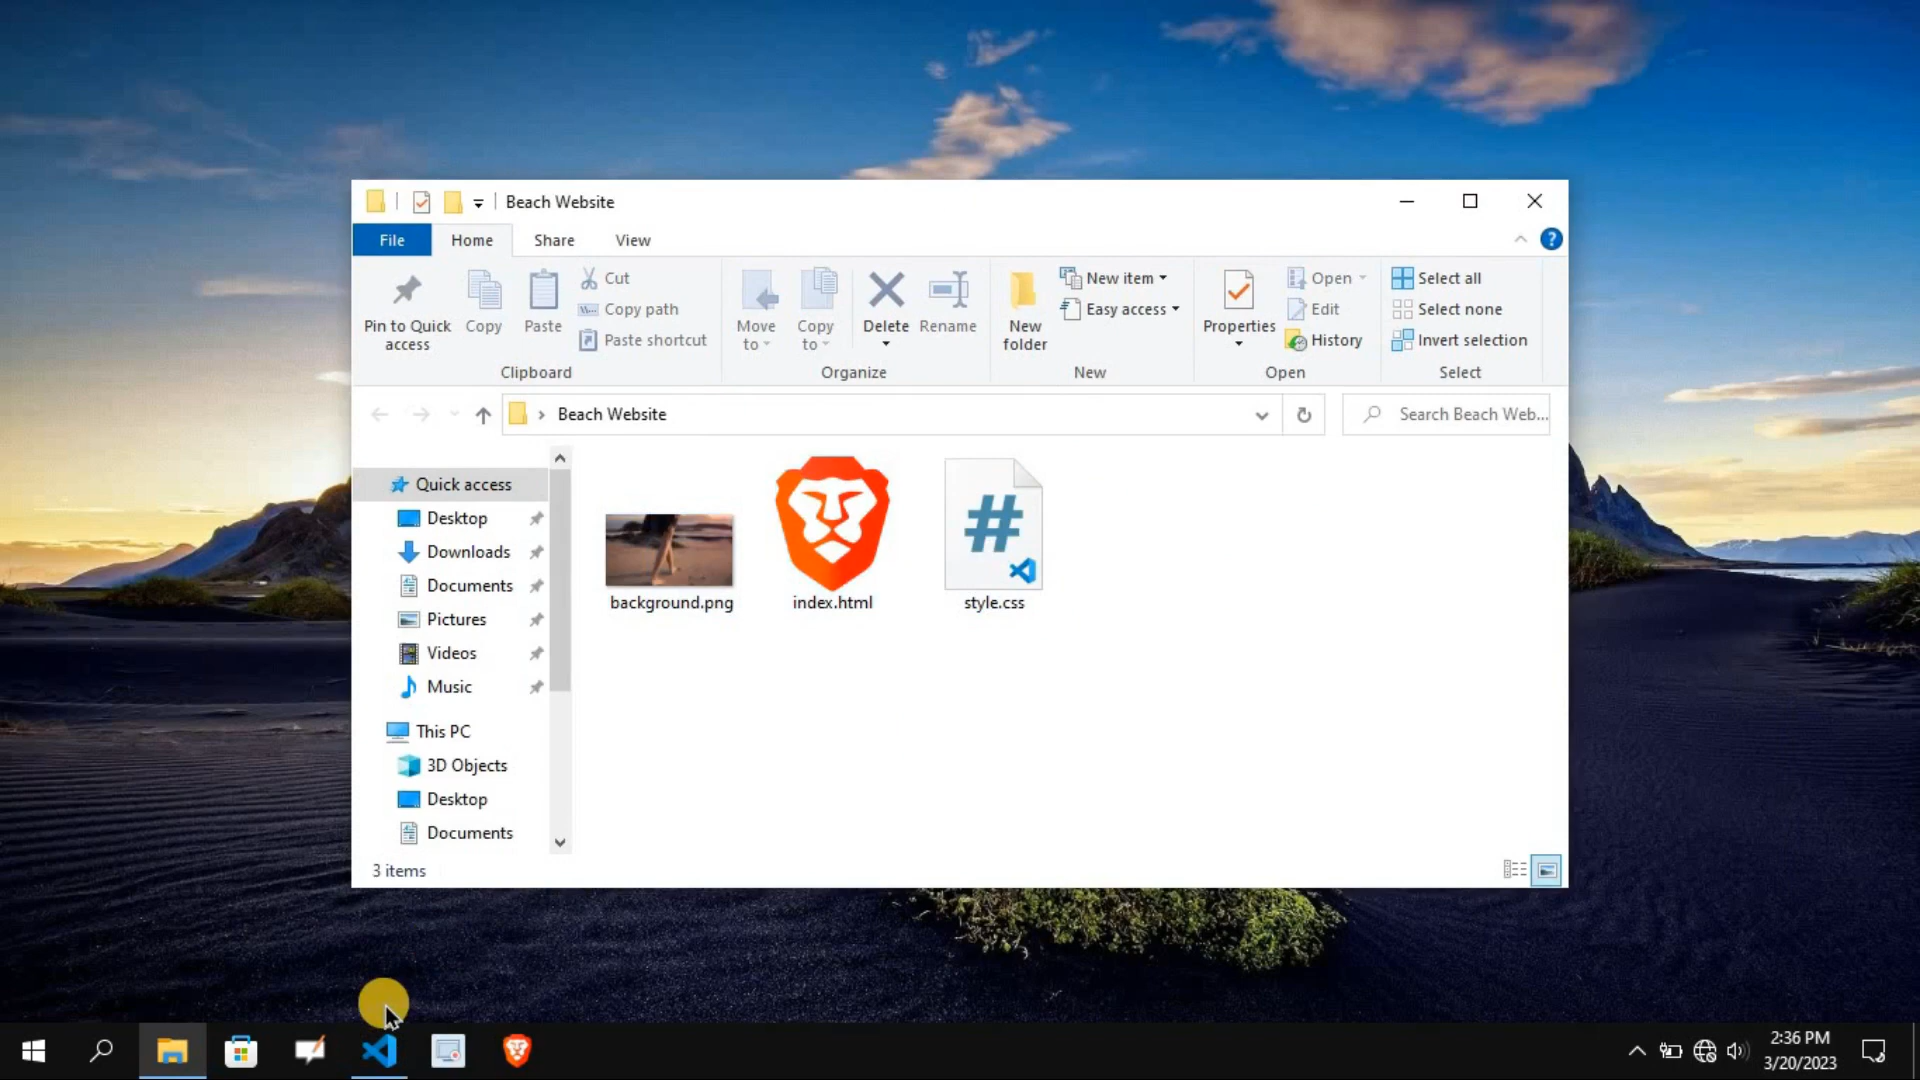 Beach Website
File Home Share View
Pin to Quick access
Copy
Paste
Cut
Copy path
Paste shortcut
Clipboard
Move to
Copy to
Delete
Rename
Organize
New folder
New item
Easy access
New
Properties
Open
Edit
History
Open
Select all
Select none
Invert selection
Select
Beach Website
Search Beach Web...
Quick access
Desktop
Downloads
Documents
Pictures
Videos
Music
This PC
3D Objects
Desktop
Documents
background.png
index.html
style.css
3 items
2:36 PM
3/20/2023